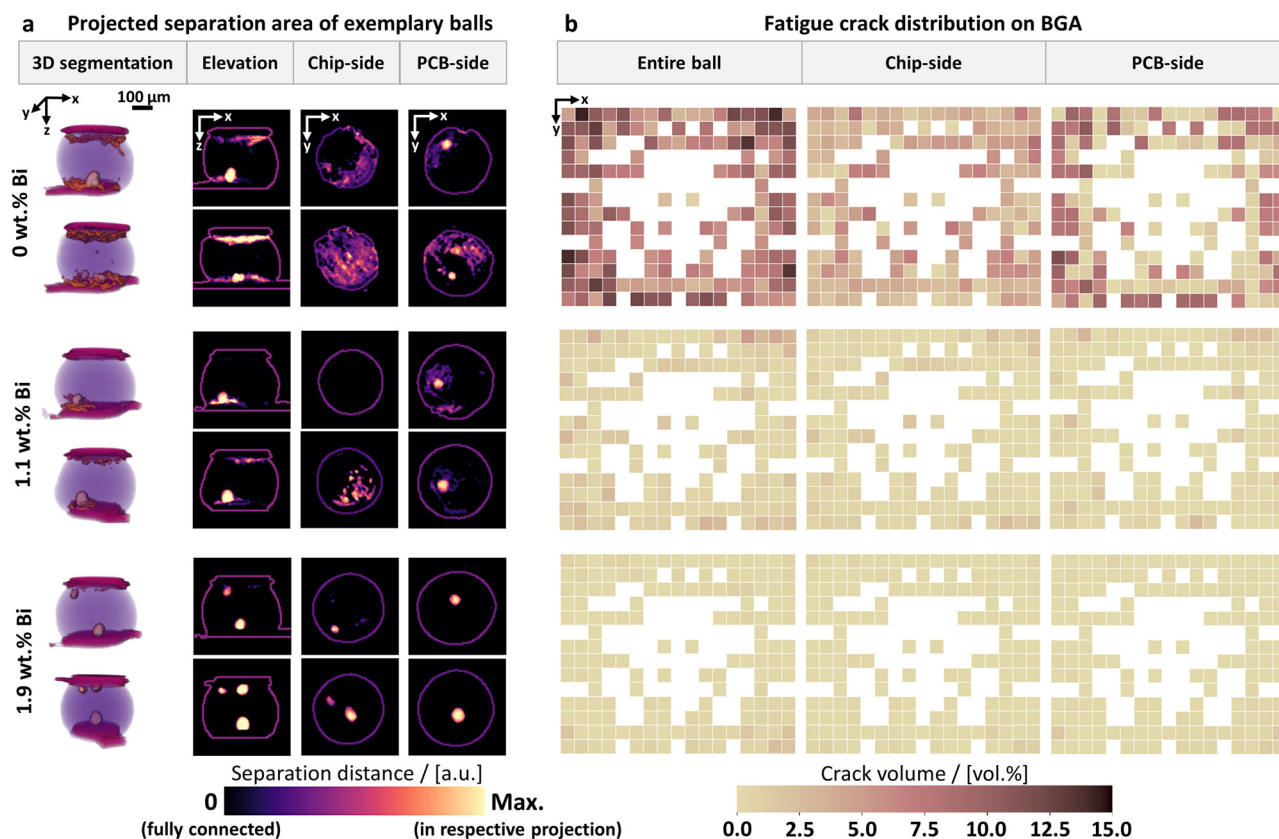 a Projected separation area of exemplary balls
3D segmentation Elevation Chip-side PCB-side
100 µm
x
y
z
x
z
x
y
x
y
0 wt.% Bi
1.1 wt.% Bi
1.9 wt.% Bi
Separation distance / [a.u.]
0 Max.
(fully connected) (in respective projection)
b Fatigue crack distribution on BGA
Entire ball Chip-side PCB-side
x
y
Crack volume / [vol.%]
0.0 2.5 5.0 7.5 10.0 12.5 15.0